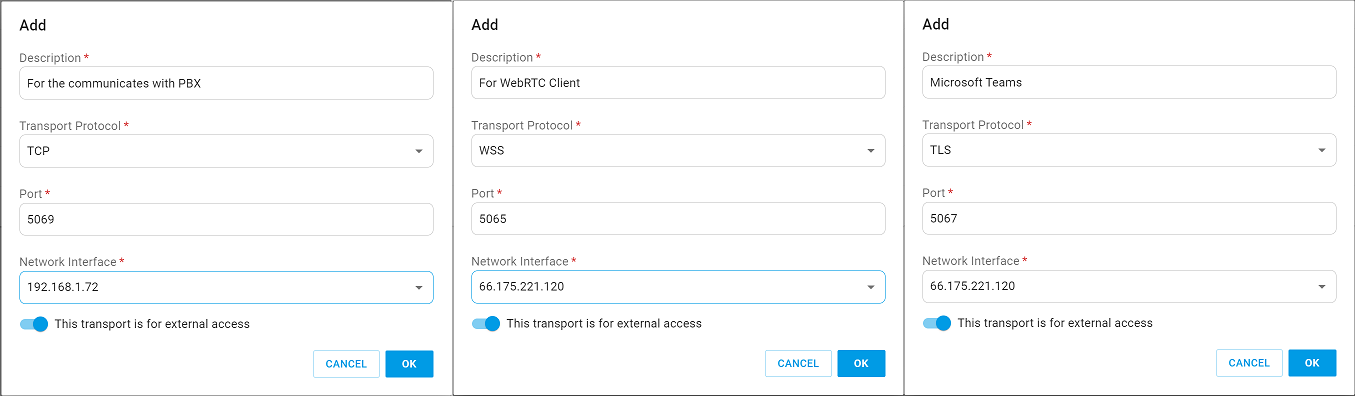 Add
Description *
For the communicates with PBX
Transport Protocol *
TCP
Port *
5069
Network Interface *
192.168.1.72
This transport is for external access
CANCEL
OK
Add
Description *
For WebRTC Client
Transport Protocol *
WSS
Port *
5065
Network Interface *
66.175.221.120
This transport is for external access
CANCEL
OK
Add
Description *
Microsoft Teams
Transport Protocol *
TLS
Port *
5067
Network Interface *
66.175.221.120
This transport is for external access
CANCEL
OK